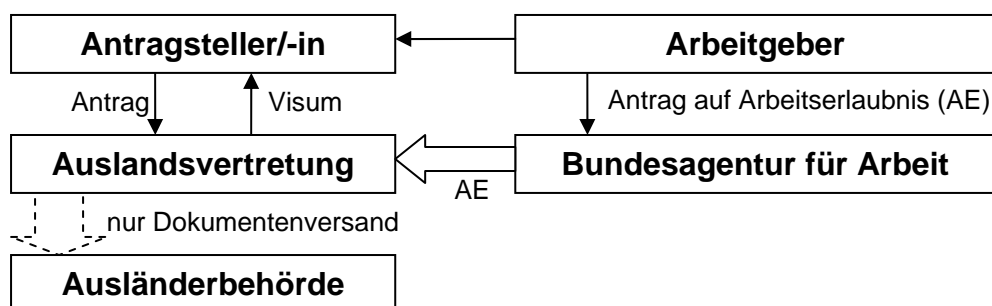 Antragsteller/-in
Arbeitgeber
Antrag
Visum
Antrag auf Arbeitserlaubnis (AE)
Auslandsvertretung
Bundesagentur für Arbeit
AE
nur Dokumentenversand
Ausländerbehörde